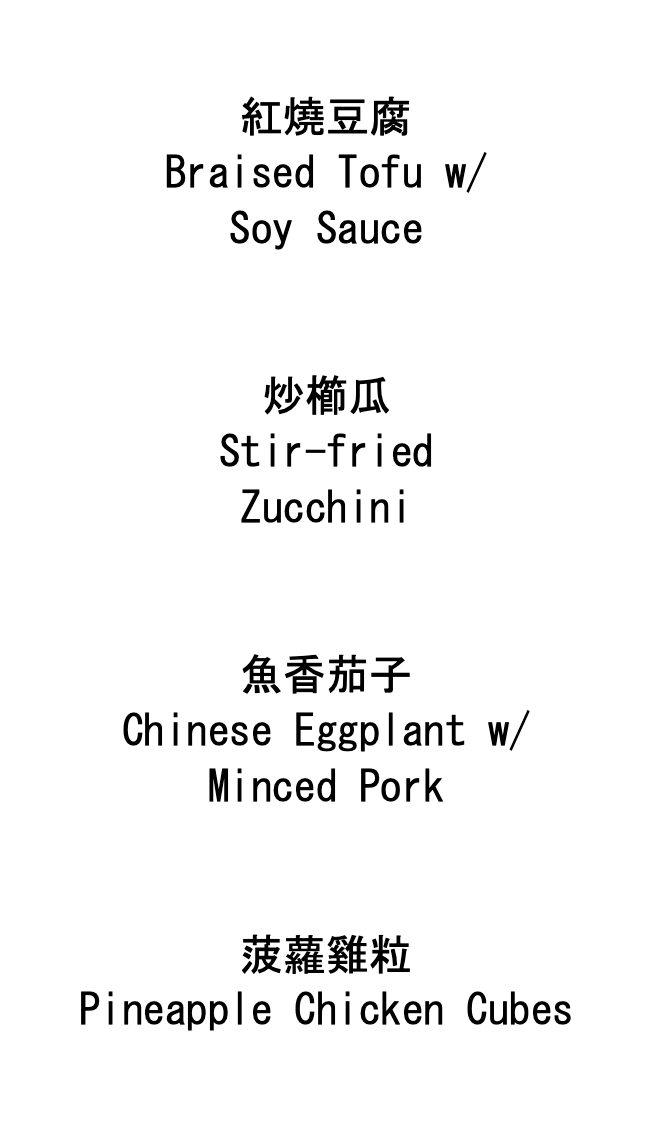 紅燒豆腐
Braised Tofu w/
Soy Sauce
炒櫛瓜
Stir-fried
Zucchini
魚香茄子
Chinese Eggplant w/
Minced Pork
菠蘿雞粒
Pineapple Chicken Cubes